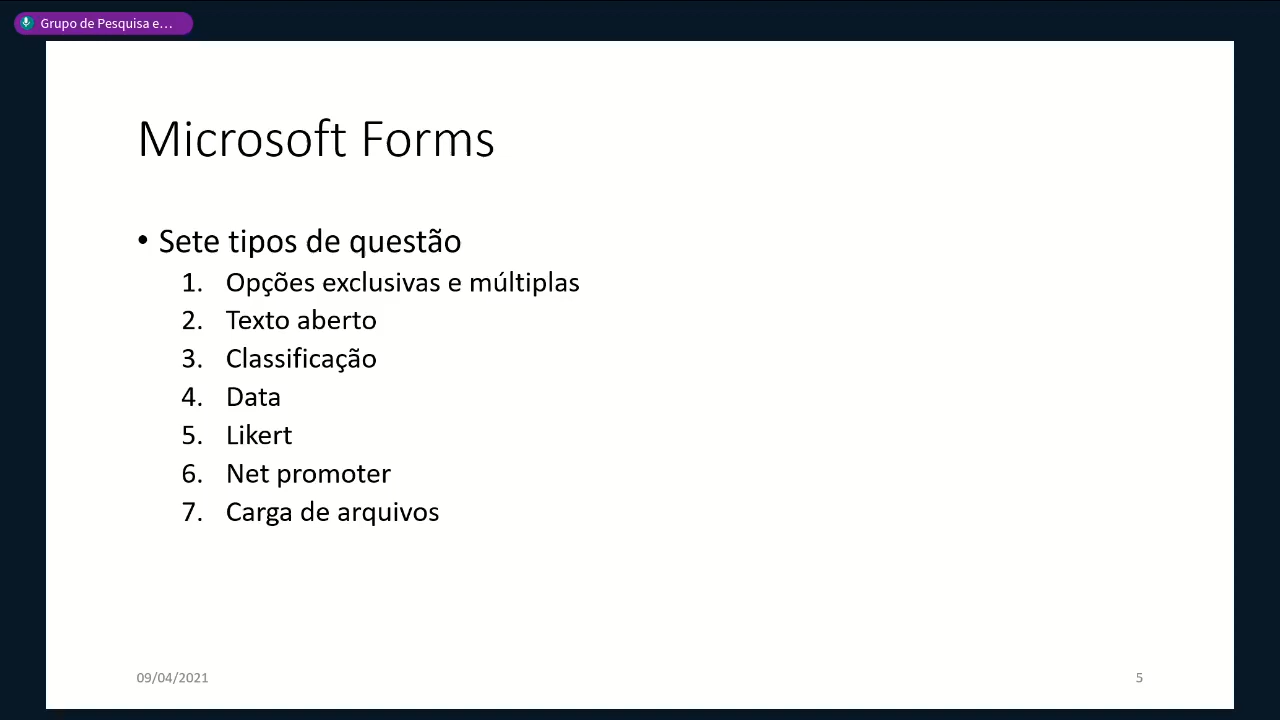 Grupo de Pesquisa e...
Microsoft Forms
• Sete tipos de questão
1. Opções exclusivas e múltiplas
2. Texto aberto
3. Classificação
4. Data
5. Likert
6. Net promoter
7. Carga de arquivos
09/04/2021
5